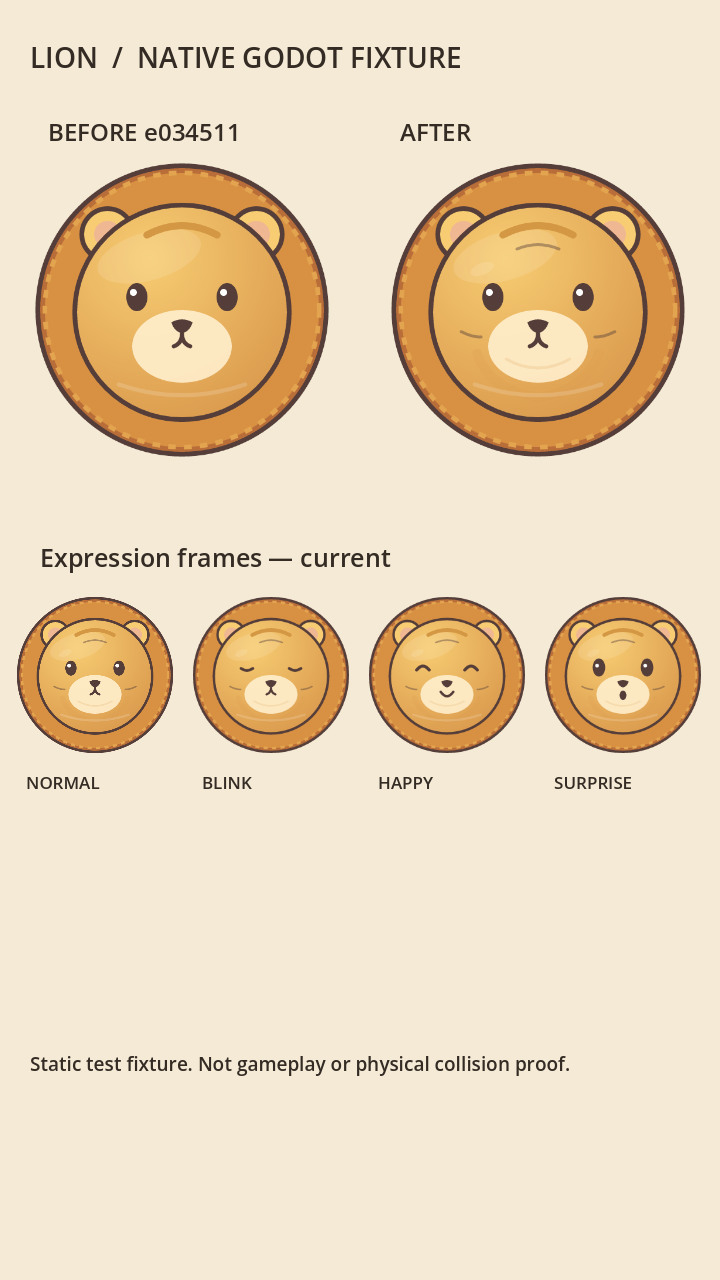 LION / NATIVE GODOT FIXTURE
BEFORE e034511
AFTER
Expression frames — current
NORMAL
BLINK
HAPPY
SURPRISE
Static test fixture. Not gameplay or physical collision proof.